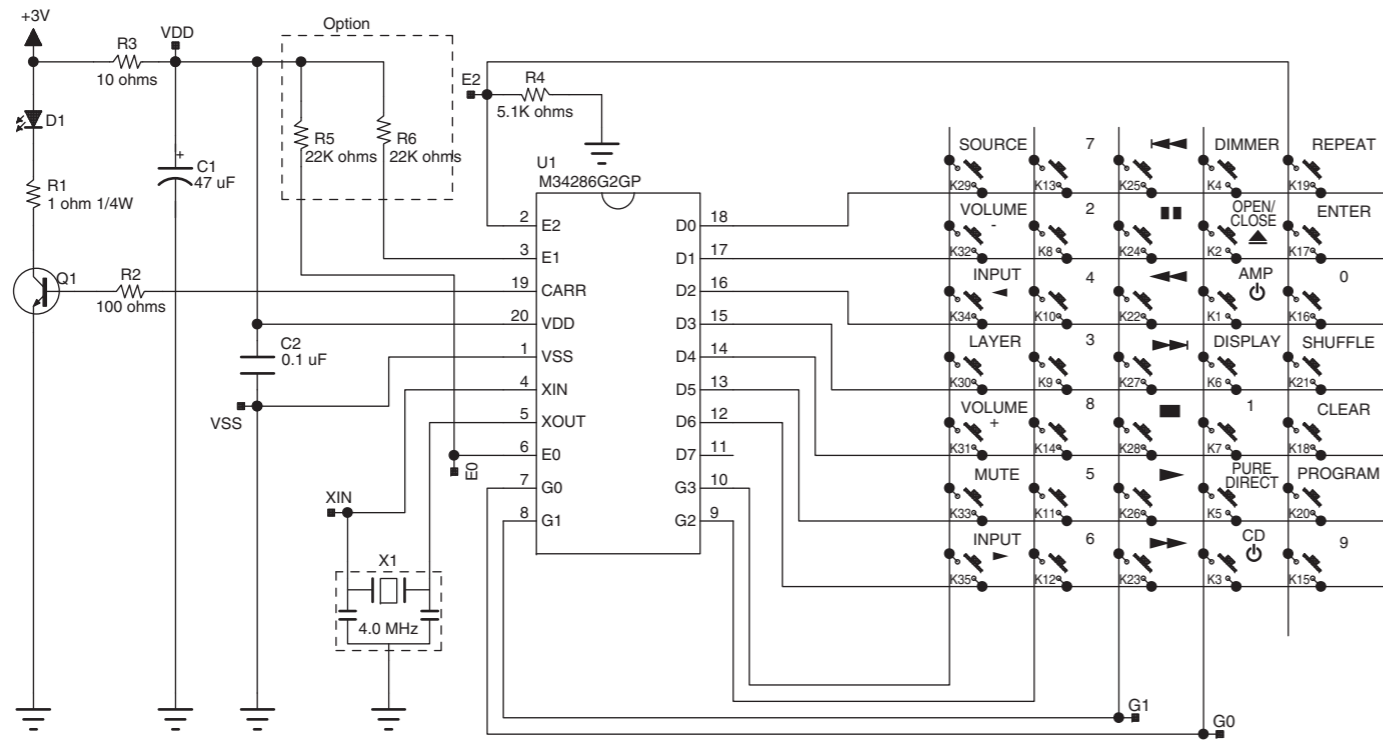 +3V
R3
10 ohms
VDD
Option
D1
R1
1 ohm 1/4W
C1
+
47 uF
R5
22K ohms
R6
22K ohms
E2
R4
5.1K ohms
Q1
R2
100 ohms
C2
0.1 uF
VSS
XIN
X1
4.0 MHz
E0
U1
M34286G2GP
2 E2 D0 18
3 E1 D1 17
19 CARR D2 16
20 VDD D3 15
1 VSS D4 14
4 XIN D5 13
5 XOUT D6 12
6 E0 D7 11
7 G0 G3 10
8 G1 G2 9
SOURCE 7 DIMMER REPEAT
K29 K13 K25 K4 K19
VOLUME - 2 OPEN/ ENTER
CLOSE
K32 K8 K24 K2 K17
INPUT 4 AMP 0
K34 K10 K22 K1 K16
LAYER 3 DISPLAY SHUFFLE
K30 K9 K27 K6 K21
VOLUME + 8 1 CLEAR
K31 K14 K28 K7 K18
MUTE 5 PURE PROGRAM
DIRECT
K33 K11 K26 K5 K20
INPUT 6 CD 9
K35 K12 K23 K3 K15
G1
G0